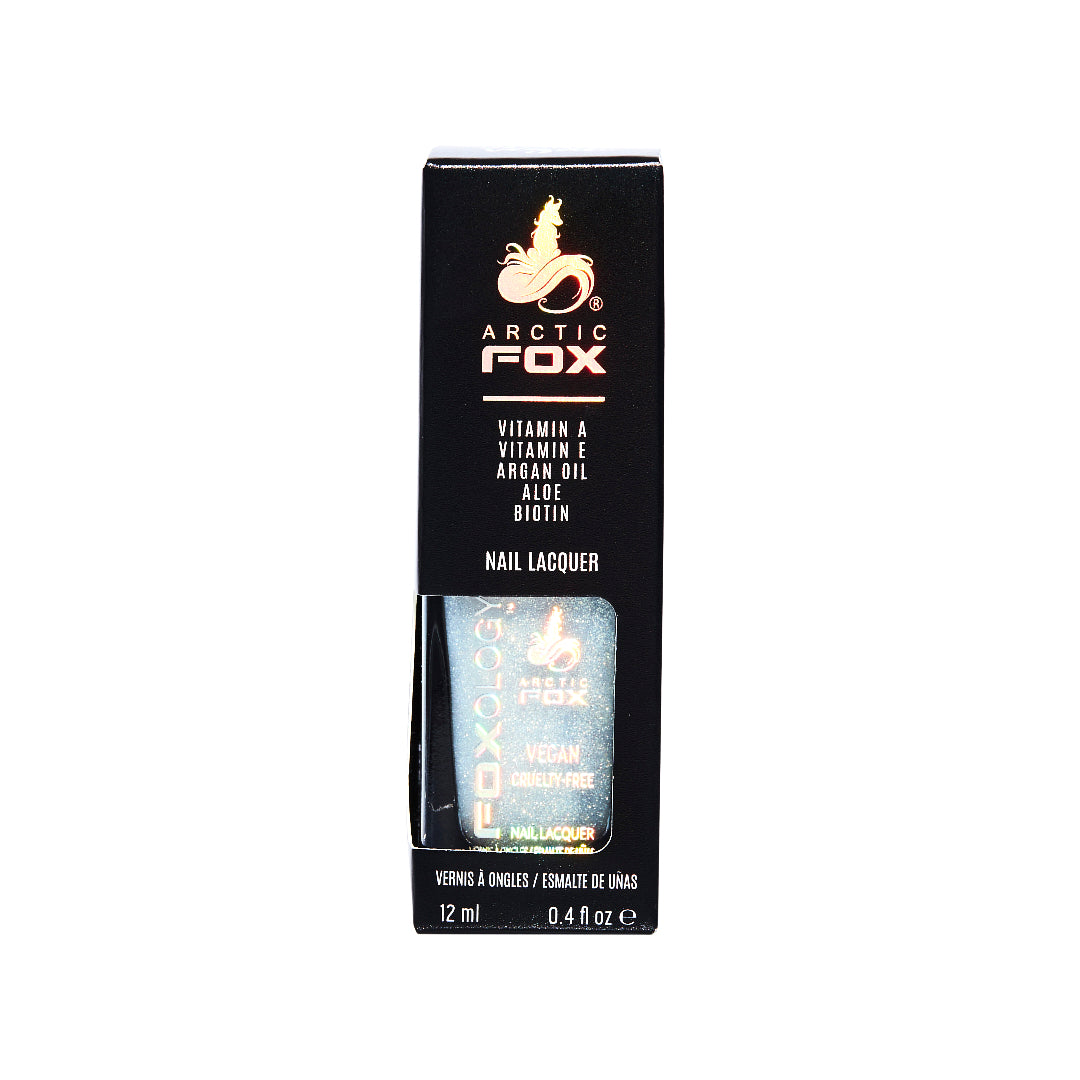 ®
ARCTIC
FOX
VITAMIN A
VITAMIN E
ARGAN OIL
ALOE
BIOTIN
NAIL LACQUER
FOXOLOGY
ARCTIC
FOX
VEGAN
CRUELTY-FREE
NAIL LACQUER
VERNIS À ONGLES / ESMALTE DE UÑAS
12 ml 0.4 fl oz ℮